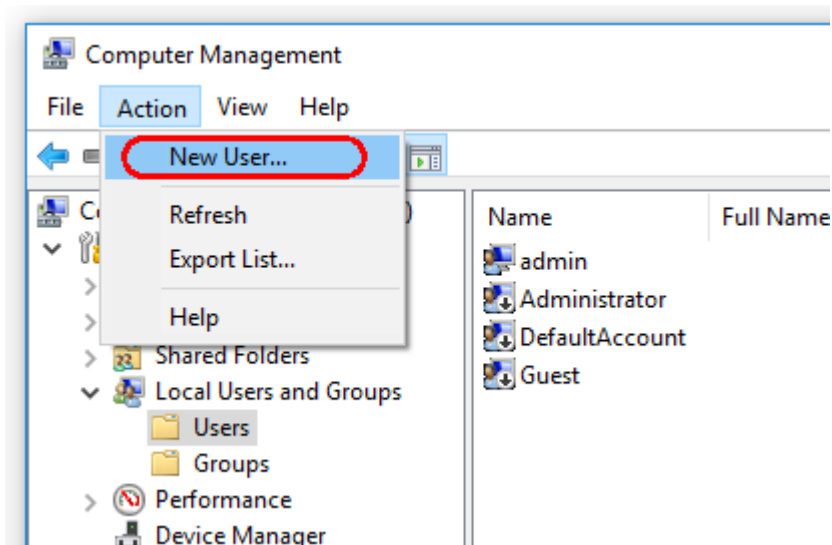 Computer Management
File Action View Help
New User...
Refresh
Export List...
Help
Shared Folders
Local Users and Groups
Users
Groups
Performance
Device Manager
Name Full Name
admin
Administrator
DefaultAccount
Guest